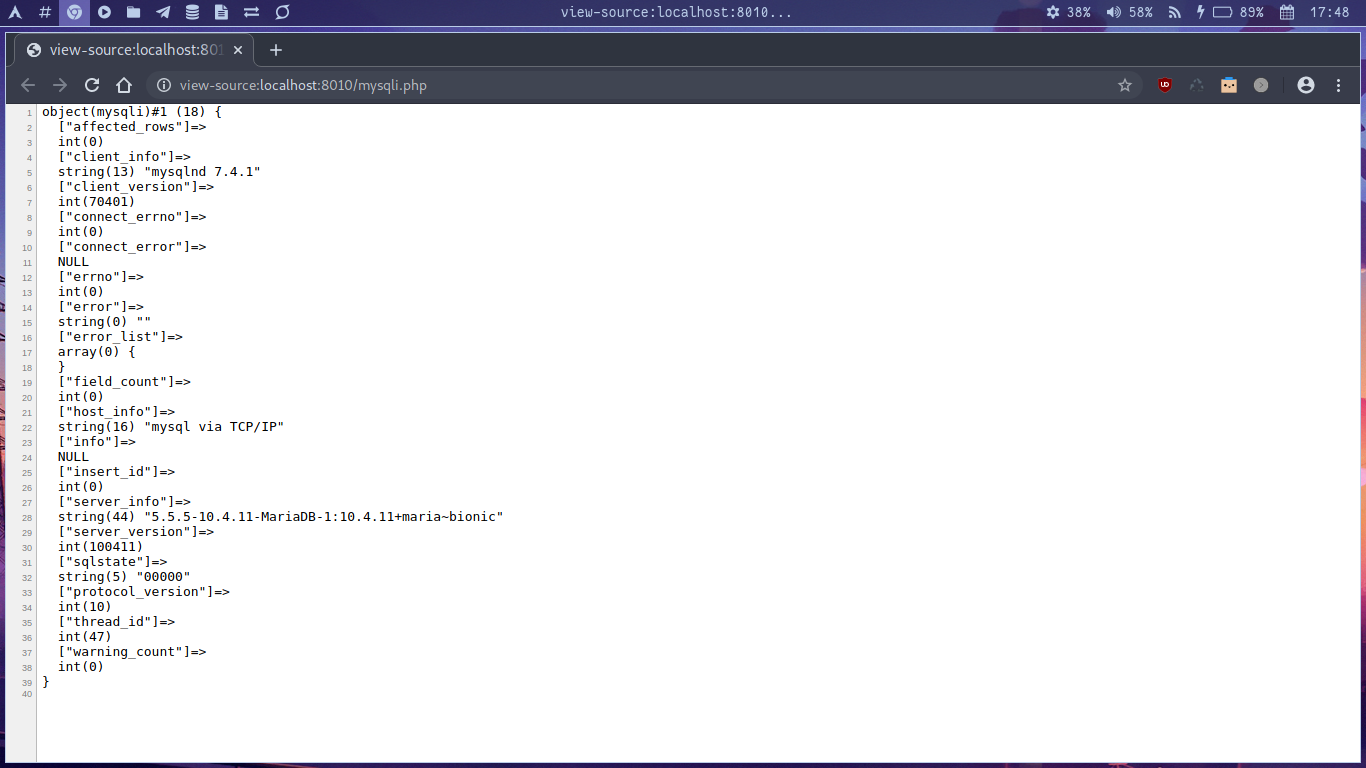 # view-source:localhost:8010... 38% 58% 89% 17:48
view-source:localhost:801
view-source:localhost:8010/mysqli.php
1 object(mysqli)#1 (18) {
2 ["affected_rows"]=>
3 int(0)
4 ["client_info"]=>
5 string(13) "mysqlnd 7.4.1"
6 ["client_version"]=>
7 int(70401)
8 ["connect_errno"]=>
9 int(0)
10 ["connect_error"]=>
11 NULL
12 ["errno"]=>
13 int(0)
14 ["error"]=>
15 string(0) ""
16 ["error_list"]=>
17 array(0) {
18 }
19 ["field_count"]=>
20 int(0)
21 ["host_info"]=>
22 string(16) "mysql via TCP/IP"
23 ["info"]=>
24 NULL
25 ["insert_id"]=>
26 int(0)
27 ["server_info"]=>
28 string(44) "5.5.5-10.4.11-MariaDB-1:10.4.11+maria~bionic"
29 ["server_version"]=>
30 int(100411)
31 ["sqlstate"]=>
32 string(5) "00000"
33 ["protocol_version"]=>
34 int(10)
35 ["thread_id"]=>
36 int(47)
37 ["warning_count"]=>
38 int(0)
39 }
40